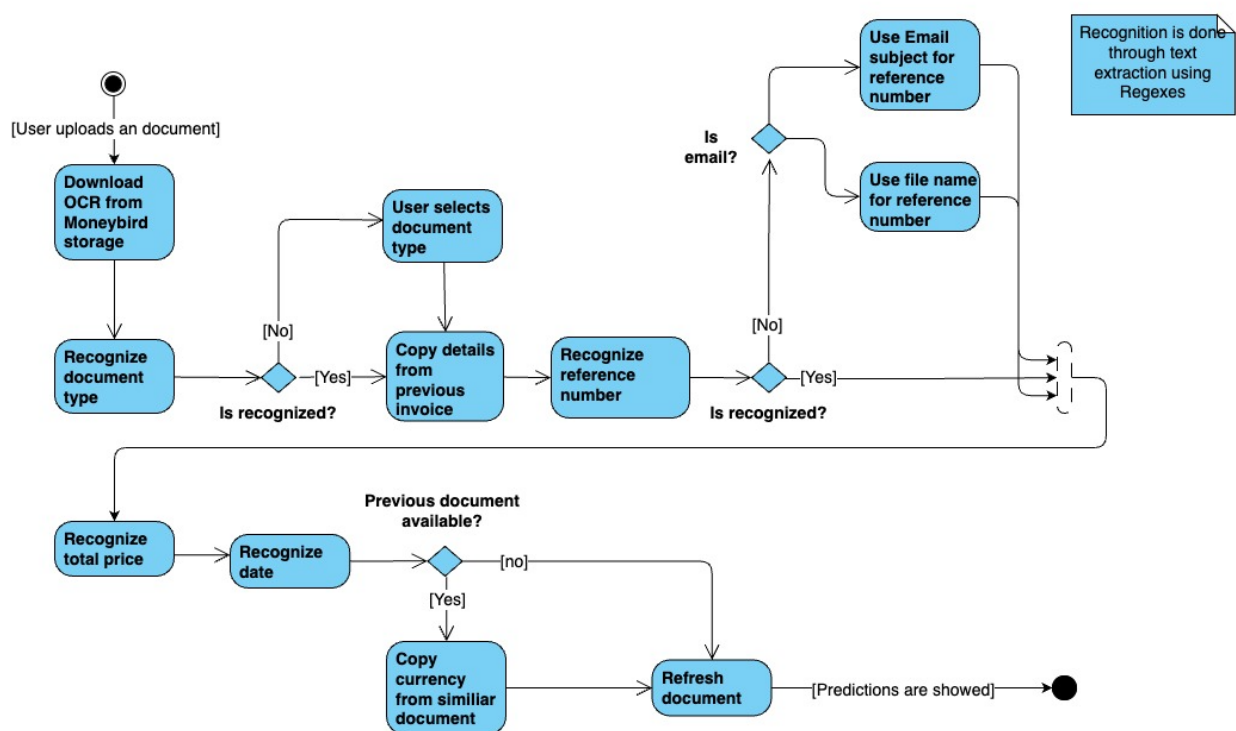 [User uploads an document]
Download
OCR from
Moneybird
storage
Recognize
document
type
[No]
[Yes]
Is recognized?
User selects
document
type
Copy details
from
previous
invoice
Recognize
reference
number
[No]
[Yes]
Is recognized?
Is
email?
Use Email
subject for
reference
number
Use file name
for reference
number
Recognition is done
through text
extraction using
Regexes
Recognize
total price
Recognize
date
Previous document
available?
[no]
[Yes]
Copy
currency
from similiar
document
Refresh
document
[Predictions are showed]